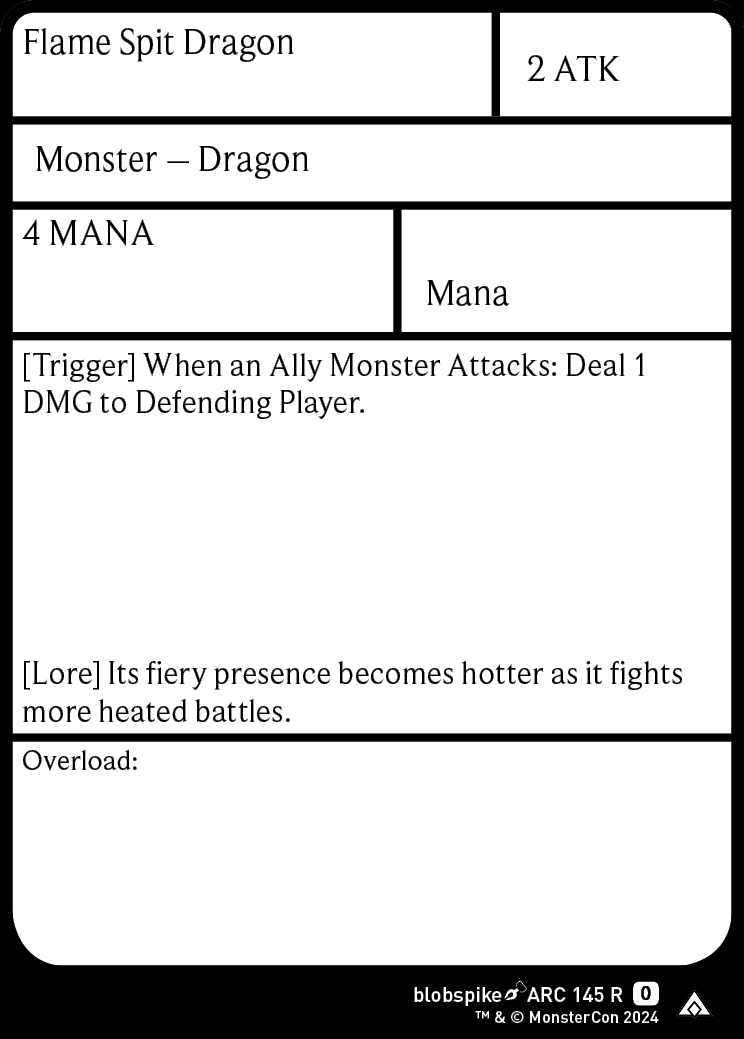 Flame Spit Dragon
2 ATK
Monster – Dragon
4 MANA
Mana
[Trigger] When an Ally Monster Attacks: Deal 1
DMG to Defending Player.
[Lore] Its fiery presence becomes hotter as it fights
more heated battles.
Overload:
blobspike ARC 145 R 0
™ & © MonsterCon 2024